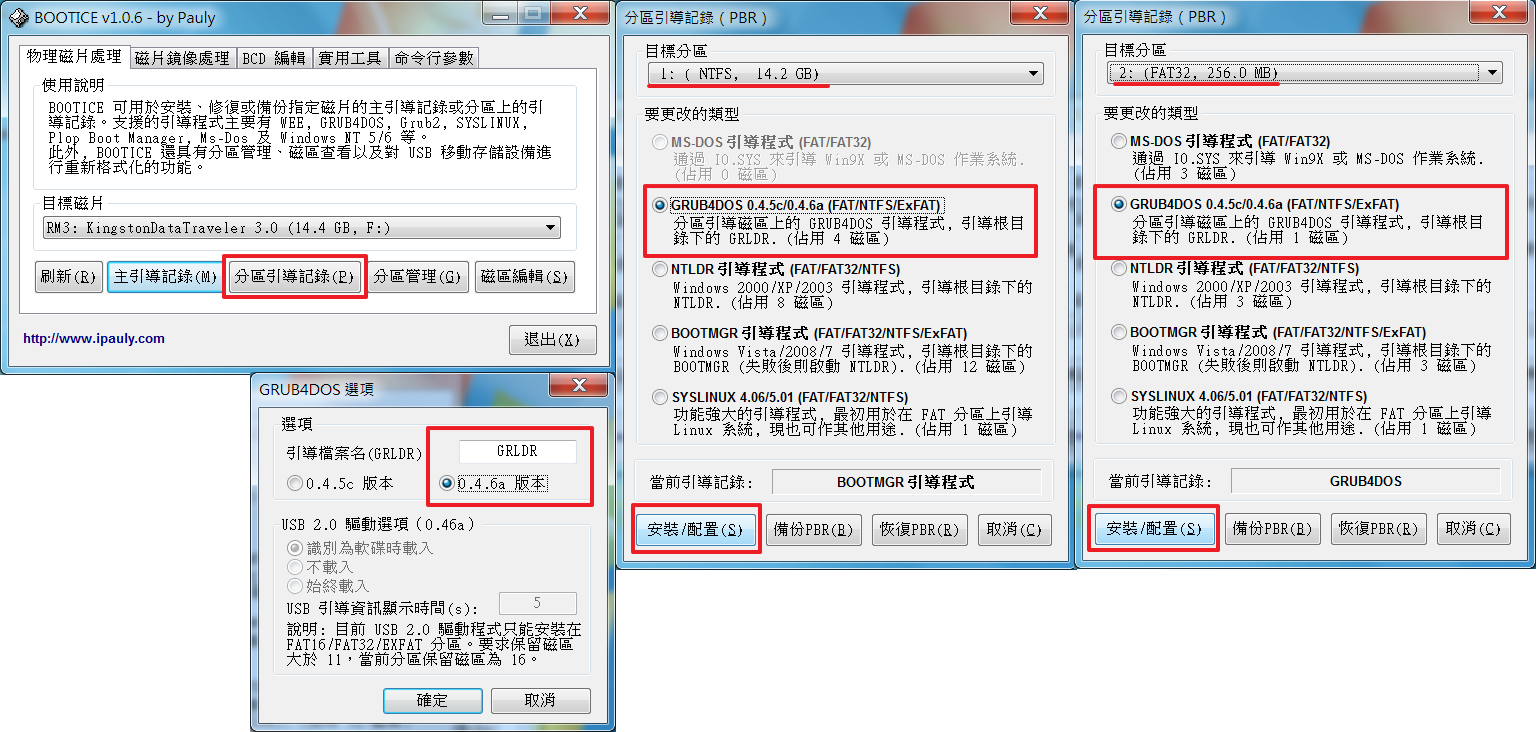 BOOTICE v1.0.6 - by Pauly
物理磁片處理 磁片鏡像處理 BCD 編輯 實用工具 命令行參數
使用說明
BOOTICE 可用於安裝、修復或備份指定磁片的主引導記錄或分區上的引
導記錄。支援的引導程式主要有 WEE, GRUB4DOS, Grub2, SYSLINUX,
Plop Boot Manager, Ms-Dos 及 Windows NT 5/6 等。
此外, BOOTICE 還具有分區管理、磁區查看以及對 USB 移動存儲設備進
行重新格式化的功能。
目標磁片
RM3: KingstonDataTraveler 3.0 (14.4 GB, F:)
刷新(R) 主引導記錄(M) 分區引導記錄(P) 分區管理(G) 磁區編輯(S)
http://www.ipauly.com
退出(X)
GRUB4DOS 選項
選項
引導檔案名(GRLDR) GRLDR
0.4.5c 版本 0.4.6a 版本
USB 2.0 驅動選項（0.46a）
識別為軟碟時載入
不載入
始終載入
USB 引導資訊顯示時間(s): 5
說明: 目前 USB 2.0 驅動程式只能安裝在
FAT16/FAT32/EXFAT 分區。要求保留磁區
大於 11，當前分區保留磁區為 16。
確定 取消
分區引導記錄（PBR）
目標分區
1: ( NTFS, 14.2 GB)
要更改的類型
MS-DOS 引導程式 (FAT/FAT32)
通過 IO.SYS 來引導 Win9X 或 MS-DOS 作業系統.
(佔用 0 磁區)
GRUB4DOS 0.4.5c/0.4.6a (FAT/NTFS/ExFAT)
分區引導磁區上的 GRUB4DOS 引導程式, 引導根目
錄下的 GRLDR. (佔用 4 磁區)
NTLDR 引導程式 (FAT/FAT32/NTFS)
Windows 2000/XP/2003 引導程式, 引導根目錄下的
NTLDR. (佔用 8 磁區)
BOOTMGR 引導程式 (FAT/FAT32/NTFS/ExFAT)
Windows Vista/2008/7 引導程式, 引導根目錄下的
BOOTMGR (失敗後則啟動 NTLDR). (佔用 12 磁區)
SYSLINUX 4.06/5.01 (FAT/FAT32/NTFS)
功能強大的引導程式, 最初用於在 FAT 分區上引導
Linux 系統, 現也可作其他用途. (佔用 1 磁區)
當前引導記錄: BOOTMGR 引導程式
安裝/配置(S) 備份PBR(B) 恢復PBR(R) 取消(C)
分區引導記錄（PBR）
目標分區
2: (FAT32, 256.0 MB)
要更改的類型
MS-DOS 引導程式 (FAT/FAT32)
通過 IO.SYS 來引導 Win9X 或 MS-DOS 作業系統.
(佔用 3 磁區)
GRUB4DOS 0.4.5c/0.4.6a (FAT/NTFS/ExFAT)
分區引導磁區上的 GRUB4DOS 引導程式, 引導根目
錄下的 GRLDR. (佔用 1 磁區)
NTLDR 引導程式 (FAT/FAT32/NTFS)
Windows 2000/XP/2003 引導程式, 引導根目錄下的
NTLDR. (佔用 3 磁區)
BOOTMGR 引導程式 (FAT/FAT32/NTFS/ExFAT)
Windows Vista/2008/7 引導程式, 引導根目錄下的
BOOTMGR (失敗後則啟動 NTLDR). (佔用 3 磁區)
SYSLINUX 4.06/5.01 (FAT/FAT32/NTFS)
功能強大的引導程式, 最初用於在 FAT 分區上引導
Linux 系統, 現也可作其他用途. (佔用 1 磁區)
當前引導記錄: GRUB4DOS
安裝/配置(S) 備份PBR(B) 恢復PBR(R) 取消(C)